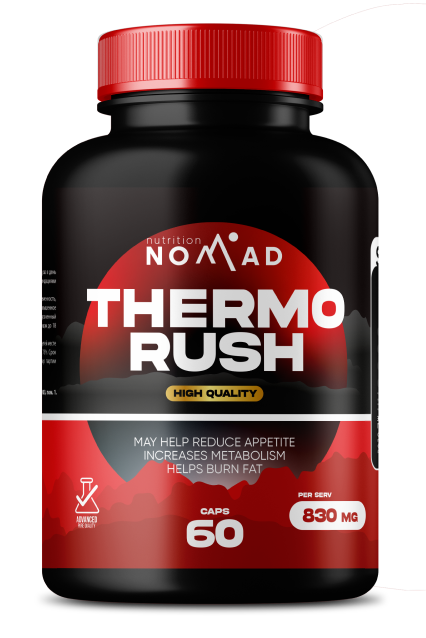 nutrition
NOMAD
THERMO
RUSH
HIGH QUALITY
MAY HELP REDUCE APPETITE
INCREASES METABOLISM
HELPS BURN FAT
ADVANCED
CAPS
60
PER SERV
830 MG